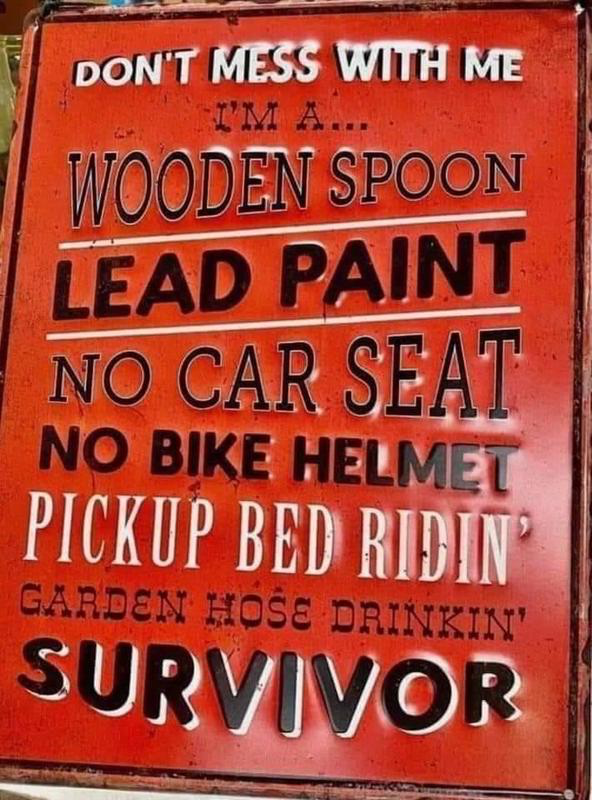 DON'T MESS WITH ME
I'M A...
WOODEN SPOON
LEAD PAINT
NO CAR SEAT
NO BIKE HELMET
PICKUP BED RIDIN'
GARDEN HOSE DRINKIN'
SURVIVOR